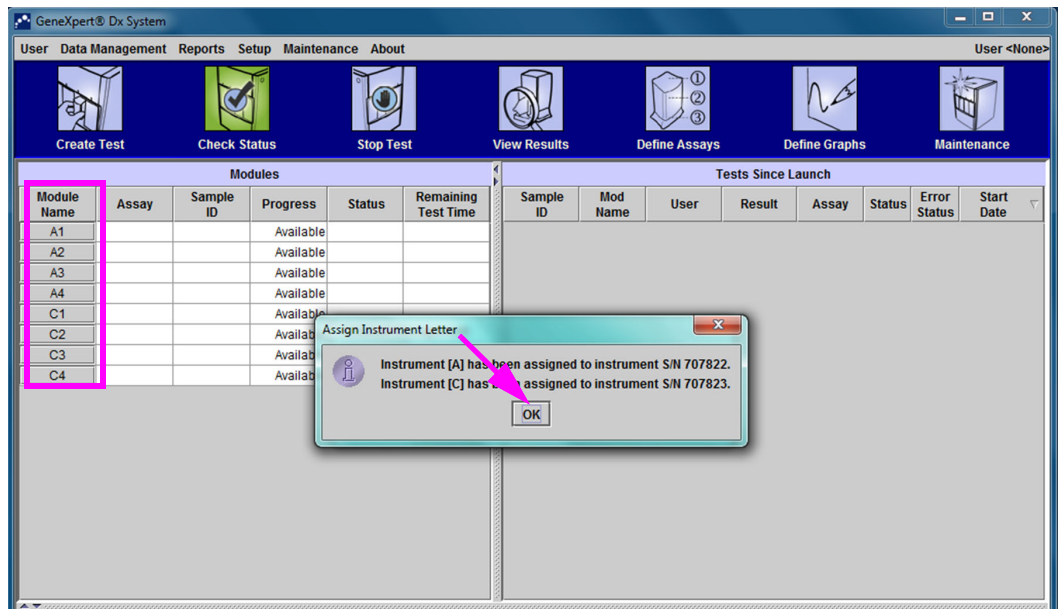 GeneXpert® Dx System
User Data Management Reports Setup Maintenance About User <None>
Create Test Check Status Stop Test View Results Define Assays Define Graphs Maintenance
Modules
Tests Since Launch
Module Name Assay Sample ID Progress Status Remaining Test Time
Sample ID Mod Name User Result Assay Status Error Status Start Date
A1 Available
A2 Available
A3 Available
A4 Available
C1 Available
C2 Availab
C3 Availab
C4 Availab
Assign Instrument Letter
Instrument [A] has been assigned to instrument S/N 707822.
Instrument [C] has been assigned to instrument S/N 707823.
OK